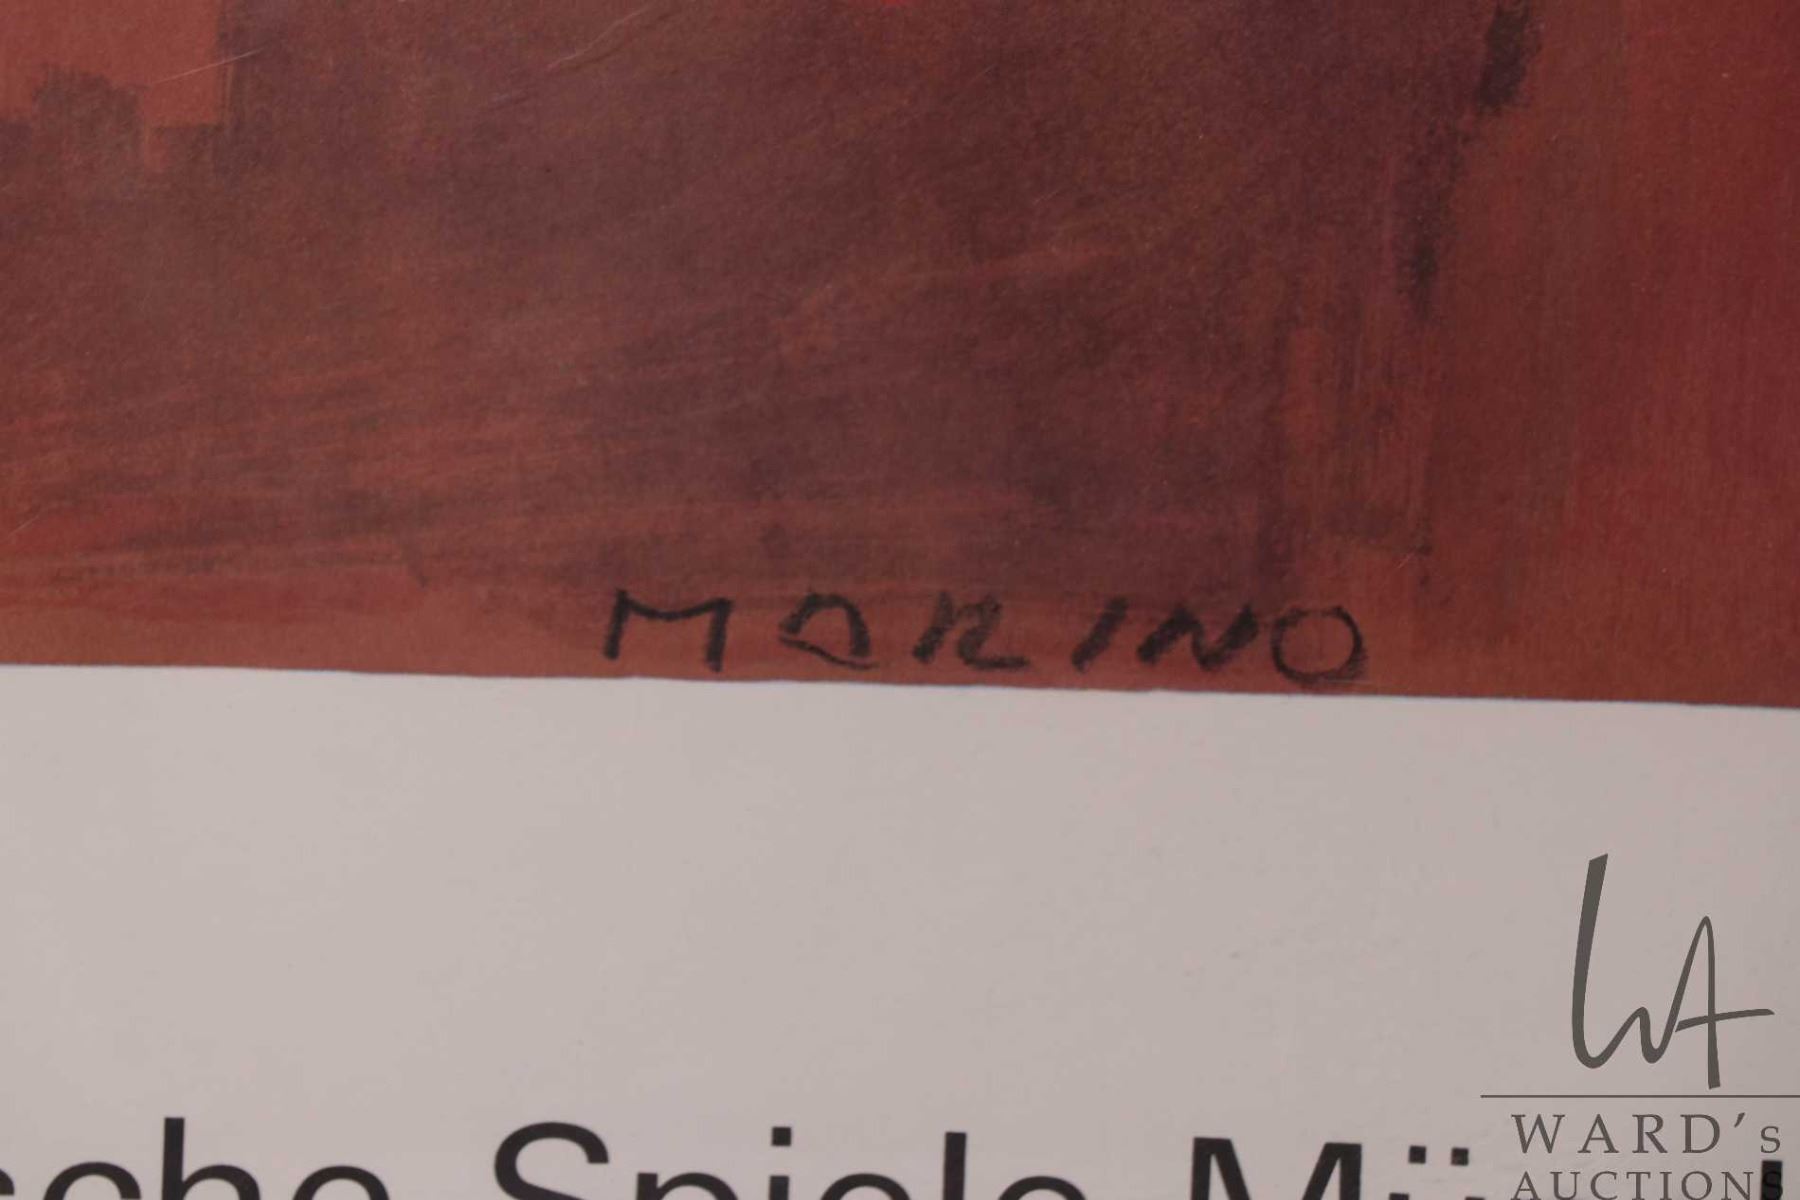 MARINO
sche Spiele Mü
WARD's
AUCTIONS